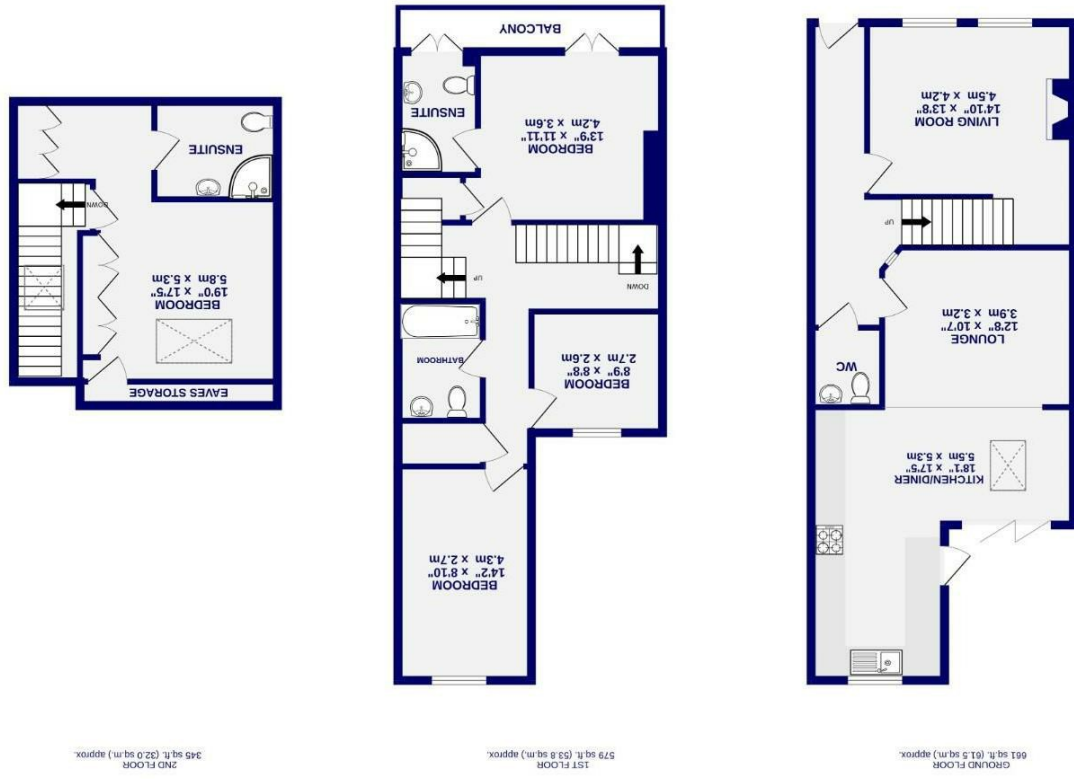 GROUND FLOOR
661 sq.ft. (61.5 sq.m.) approx.
KITCHEN/DINER
18'1" x 17'5"
5.5m x 5.3m
WC
LOUNGE
12'8" x 10'7"
3.9m x 3.2m
UP
LIVING ROOM
14'10" x 13'8"
4.5m x 4.2m
1ST FLOOR
579 sq.ft. (53.8 sq.m.) approx.
BEDROOM
14'2" x 8'10"
4.3m x 2.7m
BEDROOM
8'9" x 8'8"
2.7m x 2.6m
BATHROOM
DOWN
UP
BEDROOM
13'9" x 11'11"
4.2m x 3.6m
ENSUITE
BALCONY
2ND FLOOR
345 sq.ft. (32.0 sq.m.) approx.
EAVES STORAGE
BEDROOM
19'0" x 17'5"
5.8m x 5.3m
DOWN
ENSUITE